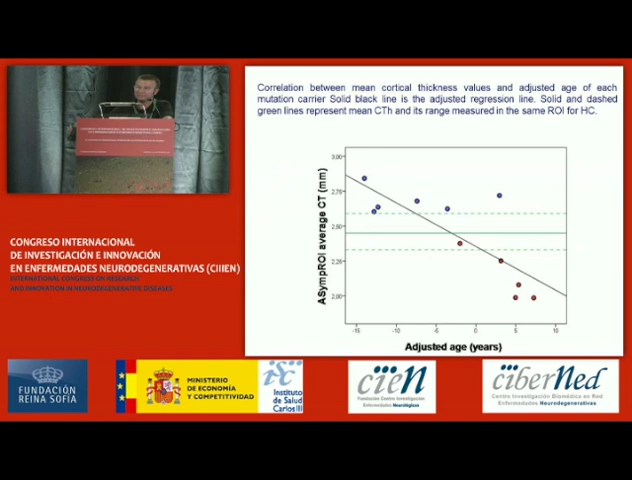 Correlation between mean cortical thickness values and adjusted age of each
mutation carrier Solid black line is the adjusted regression line. Solid and dashed
green lines represent mean CTh and its range measured in the same ROI for HC.
ASympROI average CT (mm)
3,00
2,75
2,50
2,25
2,00
-15
-10
-5
0
5
10
Adjusted age (years)
CONGRESO INTERNACIONAL
DE INVESTIGACIÓN E INNOVACIÓN
EN ENFERMEDADES NEURODEGENERATIVAS (CIIIEN)
INTERNATIONAL CONGRESS ON RESEARCH
AND INNOVATION IN NEURODEGENERATIVE DISEASES
FUNDACIÓN
REINA SOFÍA
MINISTERIO
DE ECONOMÍA
Y COMPETITIVIDAD
isc
Instituto
de Salud
Carlos III
cien
Fundación Centro Investigación
Enfermedades Neurológicas
ciberned
Centro Investigación Biomédica en Red
Enfermedades Neurodegenerativas